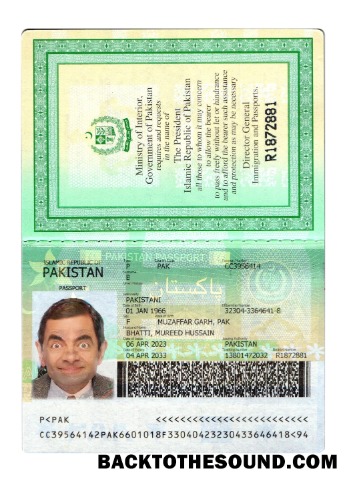 Ministry of Interior,
Government of Pakistan
requires and requests
in the name of
The President
Islamic Republic of Pakistan
all those to whom it may concern
to allow the bearer
to pass freely without let or hindrance
and to afford the bearer such assistance
and protection as may be necessary
Director General
Immigration and Passports.
R1872881
ISLAMIC REPUBLIC OF
PAKISTAN
PASSPORT
PAKISTAN PASSPORT
P PAK CC3956414
پاکستان
PAKISTANI
01 JAN 1966 32304-3364641-8
F MUZAFFAR GARH, PAK
BHATTI, MUREED HUSSAIN
06 APR 2023 PAKISTAN
04 APR 2033 13801472032 R1872881
P<PAK <<<<<<<<<<<<<<<<<<<<<<<<<<
CC39564142PAK6601018F33040423230433646418<94
BACKTOTHESOUND.COM